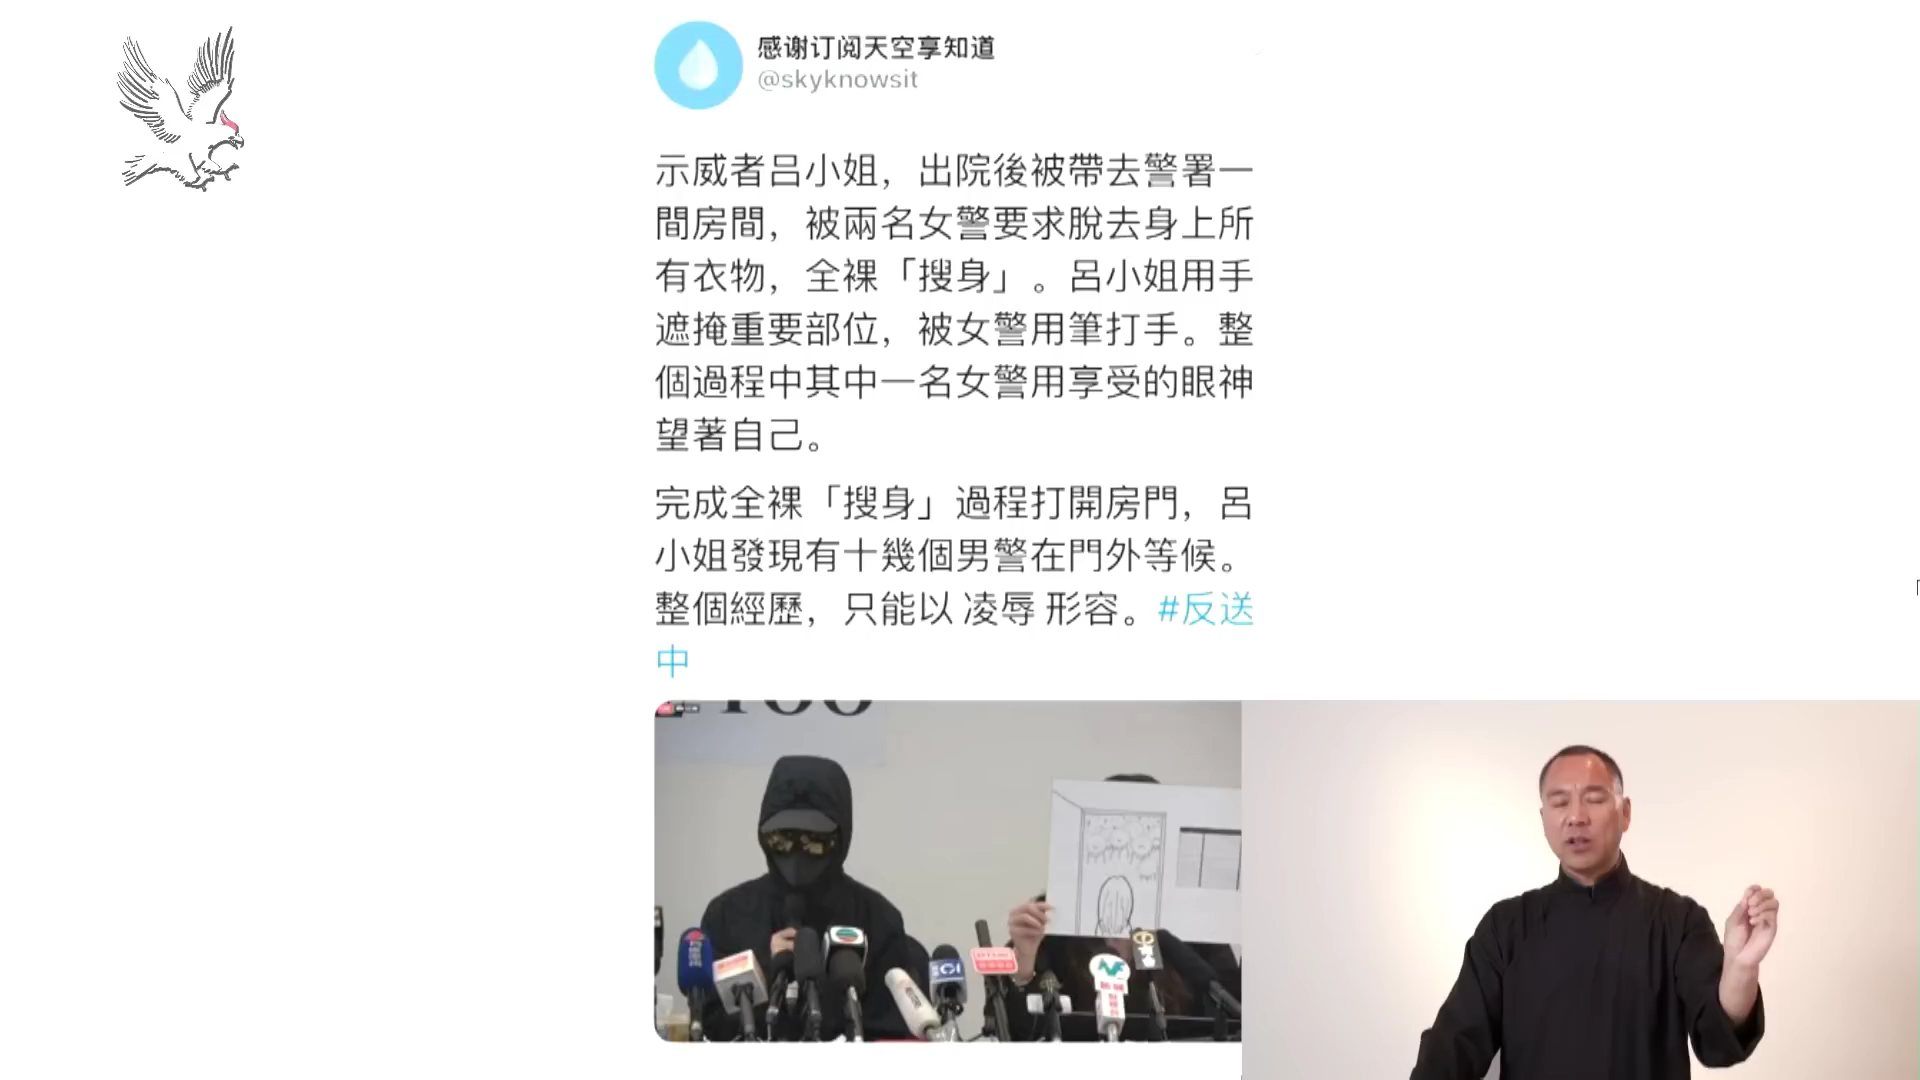 感谢订阅天空享知道
@skyknowsit
示威者呂小姐，出院後被帶去警署一
間房間，被兩名女警要求脫去身上所
有衣物，全裸「搜身」。呂小姐用手
遮掩重要部位，被女警用筆打手。整
個過程中其中一名女警用享受的眼神
望著自己。
完成全裸「搜身」過程打開房門，呂
小姐發現有十幾個男警在門外等候。
整個經歷，只能以 凌辱 形容。#反送
中